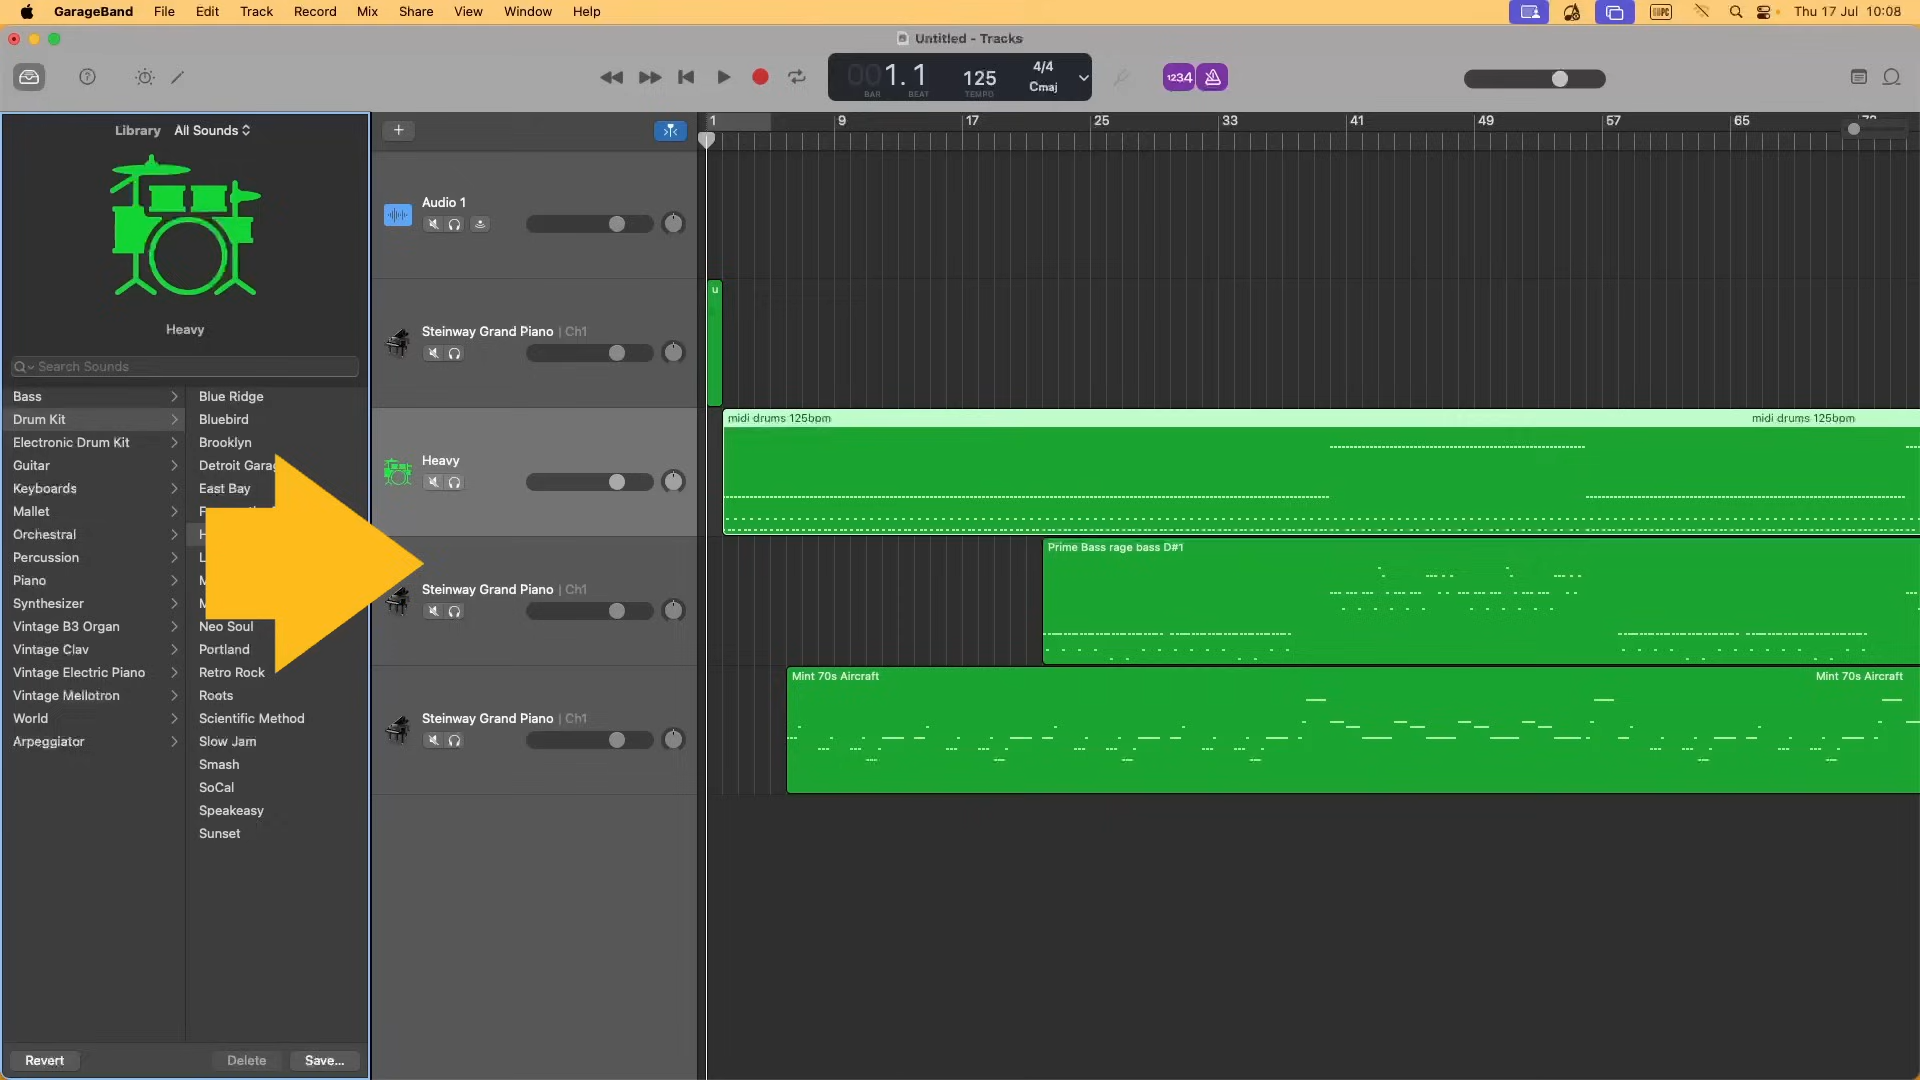 GarageBand File Edit Track Record Mix Share View Window Help
Thu 17 Jul 10:08
Untitled - Tracks
001.1
BAR BEAT
125
TEMPO
4/4
Cmaj
1234
Library All Sounds
Heavy
Search Sounds
Bass
Drum Kit
Electronic Drum Kit
Guitar
Keyboards
Mallet
Orchestral
Percussion
Piano
Synthesizer
Vintage B3 Organ
Vintage Clav
Vintage Electric Piano
Vintage Mellotron
World
Arpeggiator
Blue Ridge
Bluebird
Brooklyn
Detroit Garag
East Bay
Neo Soul
Portland
Retro Rock
Roots
Scientific Method
Slow Jam
Smash
SoCal
Speakeasy
Sunset
Revert Delete Save...
+
1 9 17 25 33 41 49 57 65
Audio 1
Steinway Grand Piano | Ch1
u
Heavy
midi drums 125bpm midi drums 125bpm
Steinway Grand Piano | Ch1
Prime Bass rage bass D#1
Steinway Grand Piano | Ch1
Mint 70s Aircraft Mint 70s Aircraft